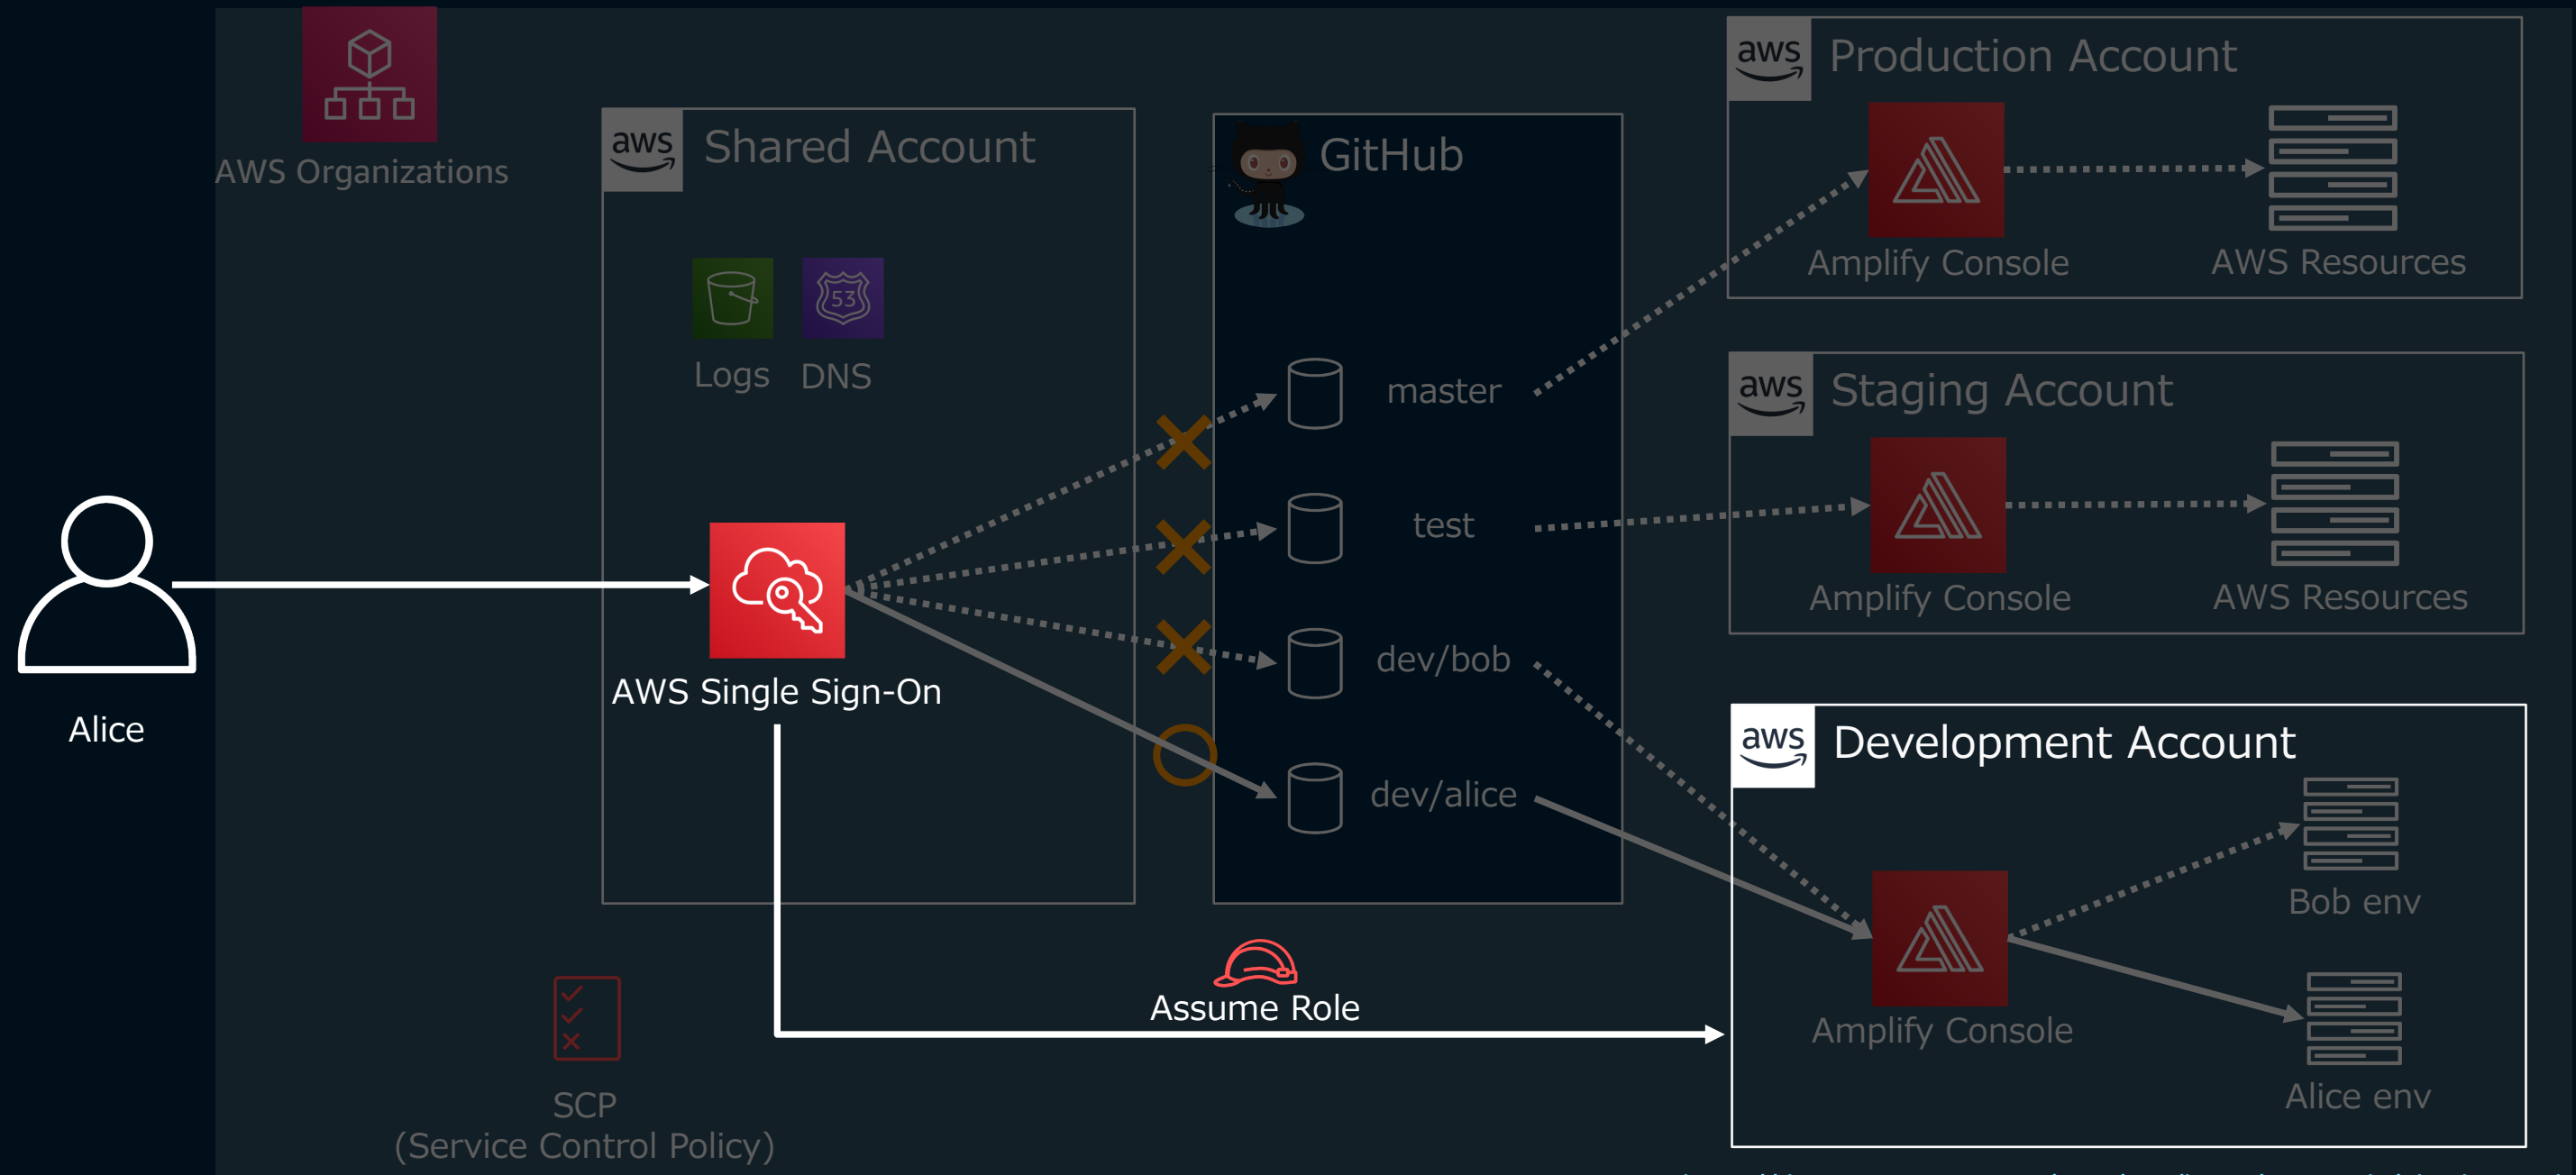 AWS Organizations
aws
Shared Account
Logs
DNS
53
AWS Single Sign-On
Alice
SCP
(Service Control Policy)
Assume Role
GitHub
master
test
dev/bob
dev/alice
aws
Production Account
Amplify Console
AWS Resources
aws
Staging Account
Amplify Console
AWS Resources
aws
Development Account
Bob env
Amplify Console
Alice env